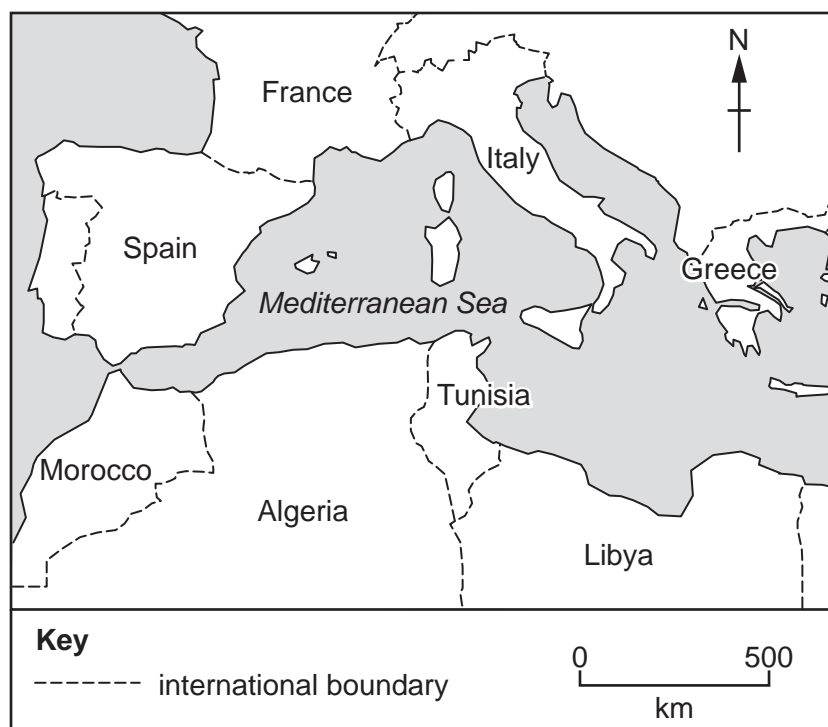 N
France
Italy
Spain
Greece
Mediterranean Sea
Tunisia
Morocco
Algeria
Libya
Key
international boundary
0 500
km